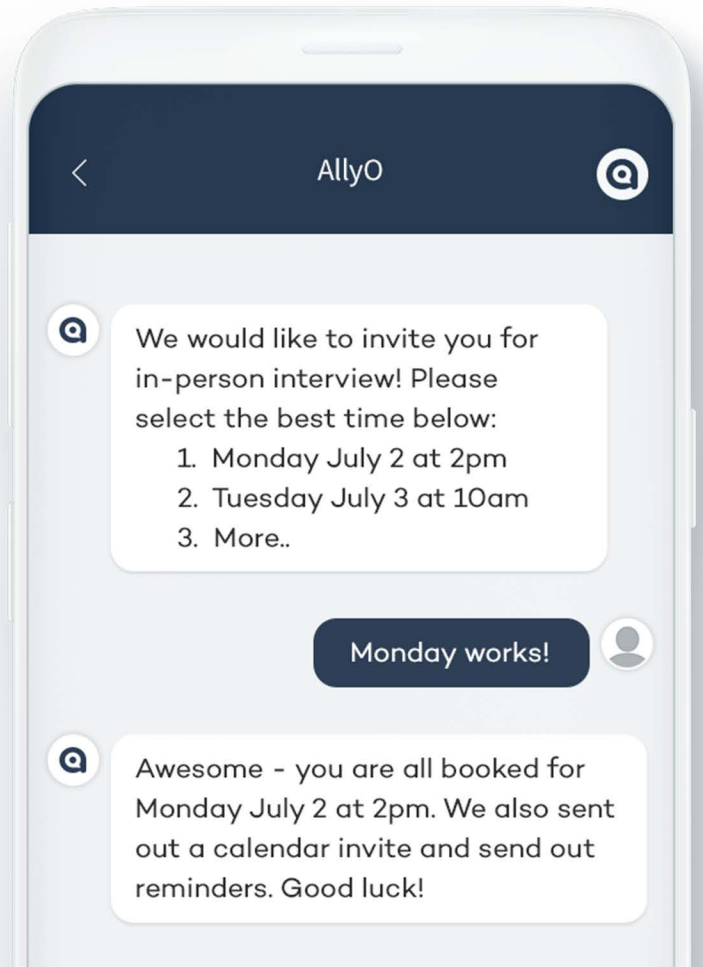 AllyO
We would like to invite you for
in-person interview! Please
select the best time below:
1. Monday July 2 at 2pm
2. Tuesday July 3 at 10am
3. More..
Monday works!
Awesome - you are all booked for
Monday July 2 at 2pm. We also sent
out a calendar invite and send out
reminders. Good luck!